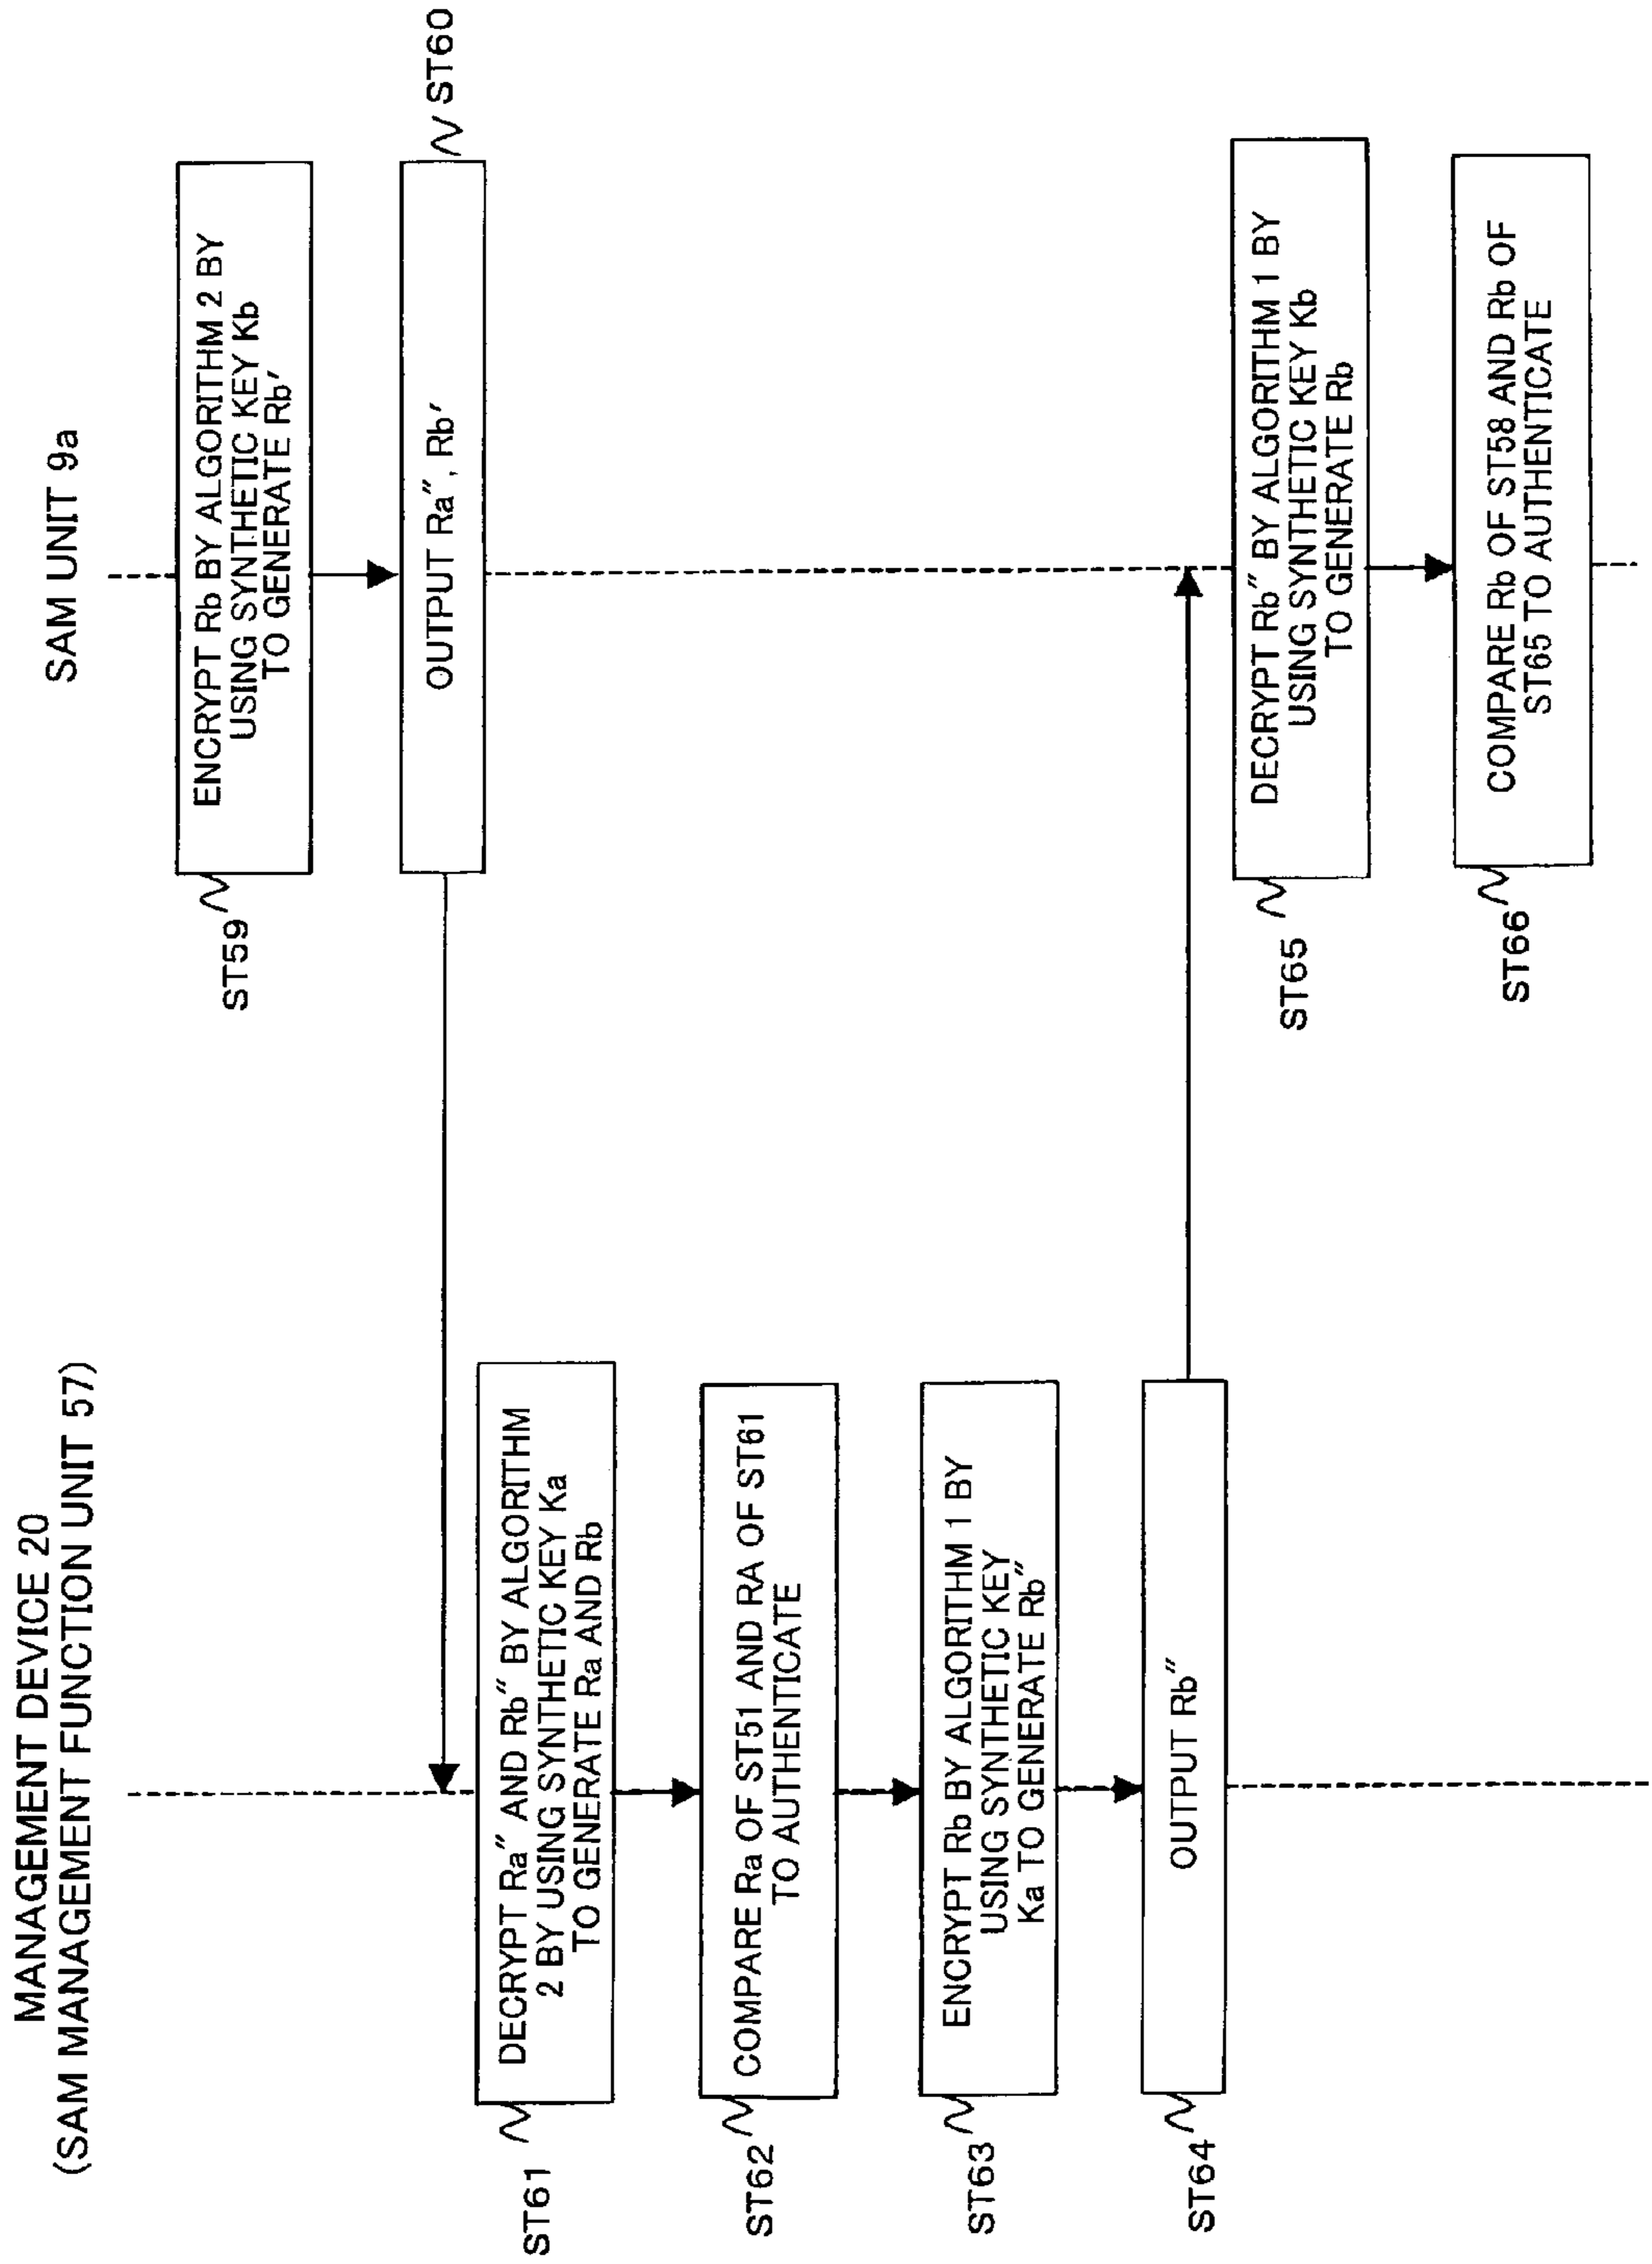 MANAGEMENT DEVICE 20
(SAM MANAGEMENT FUNCTION UNIT 57)
SAM UNIT 9a
ST59
ENCRYPT Rb BY ALGORITHM 2 BY
USING SYNTHETIC KEY Kb
TO GENERATE Rb′
OUTPUT Ra″, Rb′
ST60
ST61
DECRYPT Ra″ AND Rb″ BY ALGORITHM
2 BY USING SYNTHETIC KEY Ka
TO GENERATE Ra AND Rb
ST62
COMPARE Ra OF ST51 AND RA OF ST61
TO AUTHENTICATE
ST63
ENCRYPT Rb BY ALGORITHM 1 BY
USING SYNTHETIC KEY
Ka TO GENERATE Rb″
ST64
OUTPUT Rb″
ST65
DECRYPT Rb″ BY ALGORITHM 1 BY
USING SYNTHETIC KEY Kb
TO GENERATE Rb
ST66
COMPARE Rb OF ST58 AND Rb OF
ST65 TO AUTHENTICATE